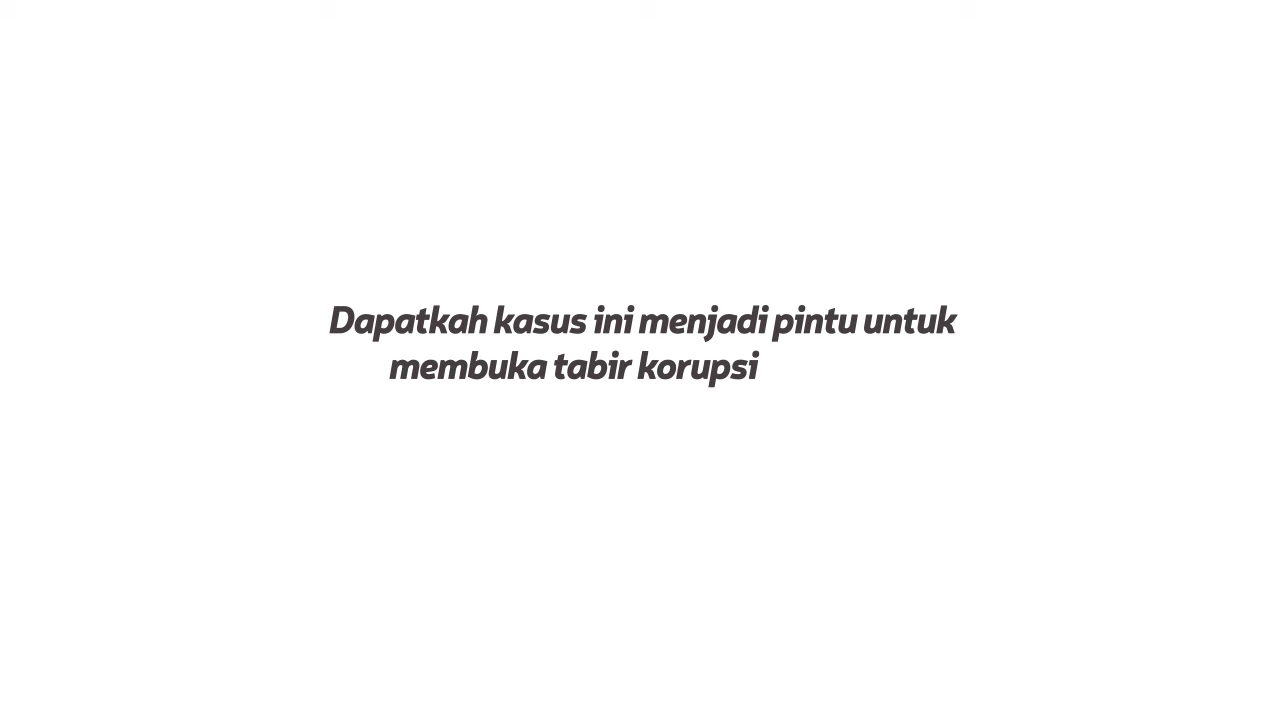 Dapatkah kasus ini menjadi pintu untuk
membuka tabir korupsi